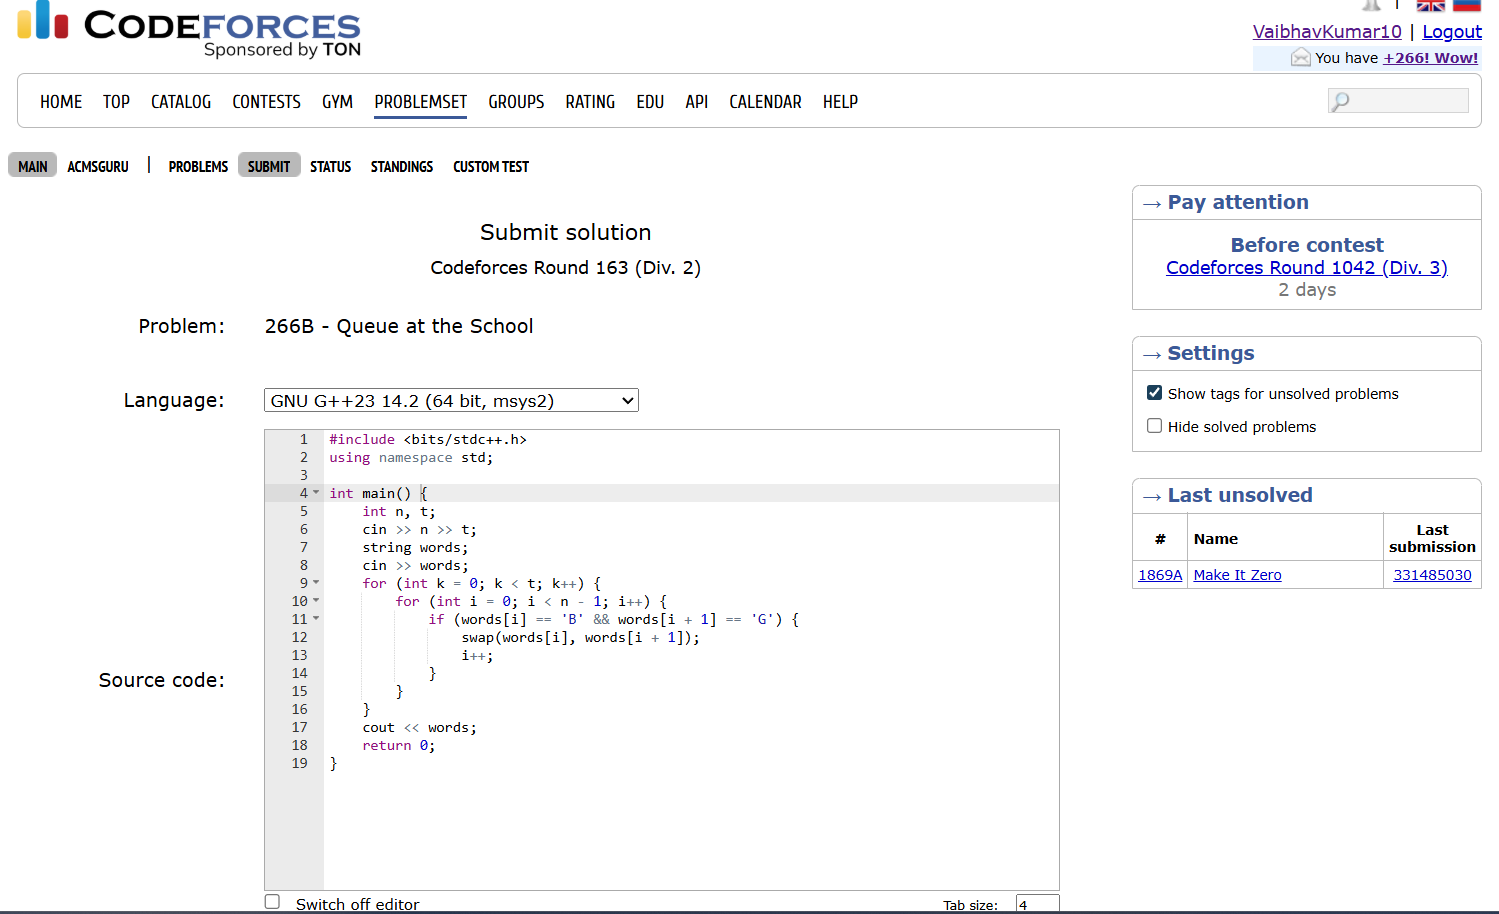 CODEFORCES
Sponsored by TON
VaibhavKumar10 | Logout
You have +266! Wow!
HOME TOP CATALOG CONTESTS GYM PROBLEMSET GROUPS RATING EDU API CALENDAR HELP
MAIN ACMSGURU | PROBLEMS SUBMIT STATUS STANDINGS CUSTOM TEST
Submit solution
Codeforces Round 163 (Div. 2)
Problem: 266B - Queue at the School
Language: GNU G++23 14.2 (64 bit, msys2)
Source code:
1 #include <bits/stdc++.h>
2 using namespace std;
3
4 int main() {
5     int n, t;
6     cin >> n >> t;
7     string words;
8     cin >> words;
9     for (int k = 0; k < t; k++) {
10         for (int i = 0; i < n - 1; i++) {
11             if (words[i] == 'B' && words[i + 1] == 'G') {
12                 swap(words[i], words[i + 1]);
13                 i++;
14             }
15         }
16     }
17     cout << words;
18     return 0;
19 }
Switch off editor
Tab size: 4
→ Pay attention
Before contest
Codeforces Round 1042 (Div. 3)
2 days
→ Settings
Show tags for unsolved problems
Hide solved problems
→ Last unsolved
# Name Last submission
1869A Make It Zero 331485030